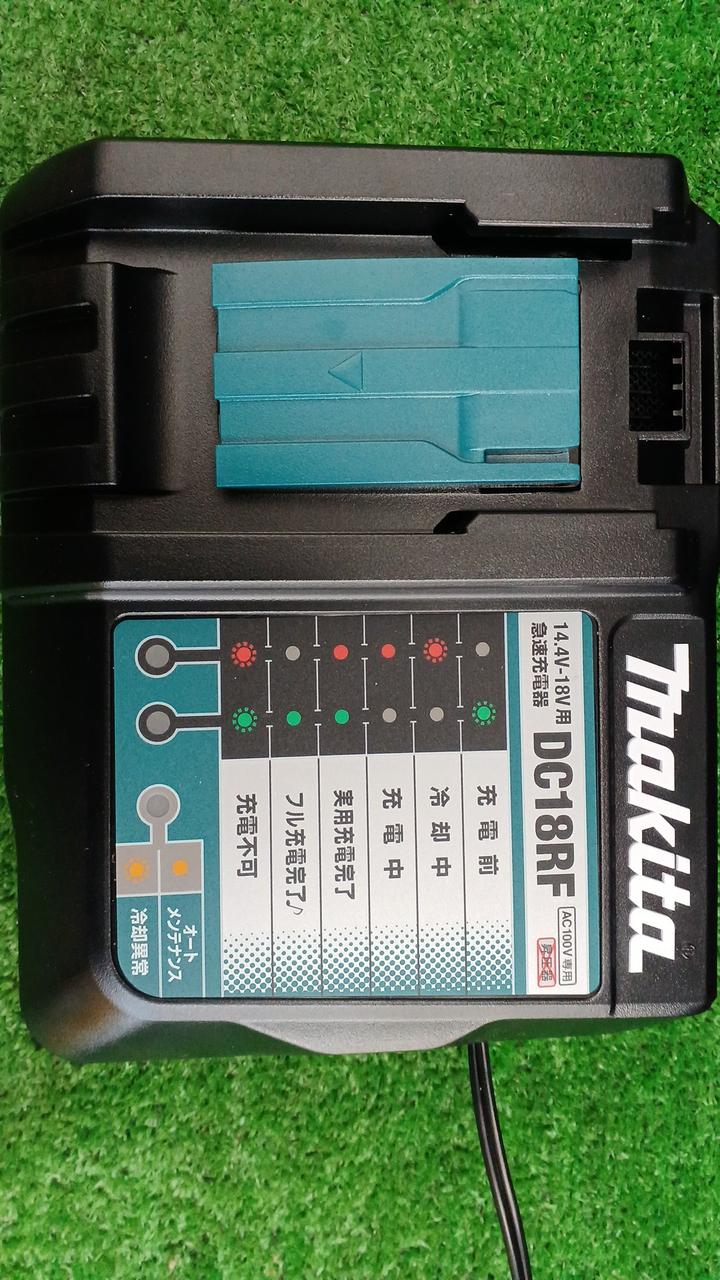 Makita®
14.4V-18V用
急速充電器
DC18RF
AC100V専用
昇圧器
充電前
冷却中
充電中
実用充電完了
フル充電完了♪
充電不可
オート
メンテナンス
冷却異常